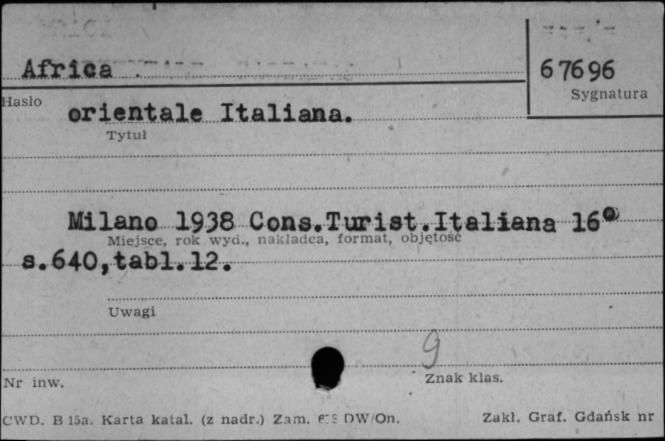 Africa
67696
Hasło
Sygnatura
orientale Italiana.
Tytuł
Milano 1938 Cons.Turist.Italiana 16°
Miejsce, rok wyd., nakładca, format, objętość
s.640,tabl.12.
Uwagi
9
Nr inw.
Znak klas.
CWD. B 15a. Karta katal. (z nadr.) Zam. DW/On.
Zakł. Graf. Gdańsk nr